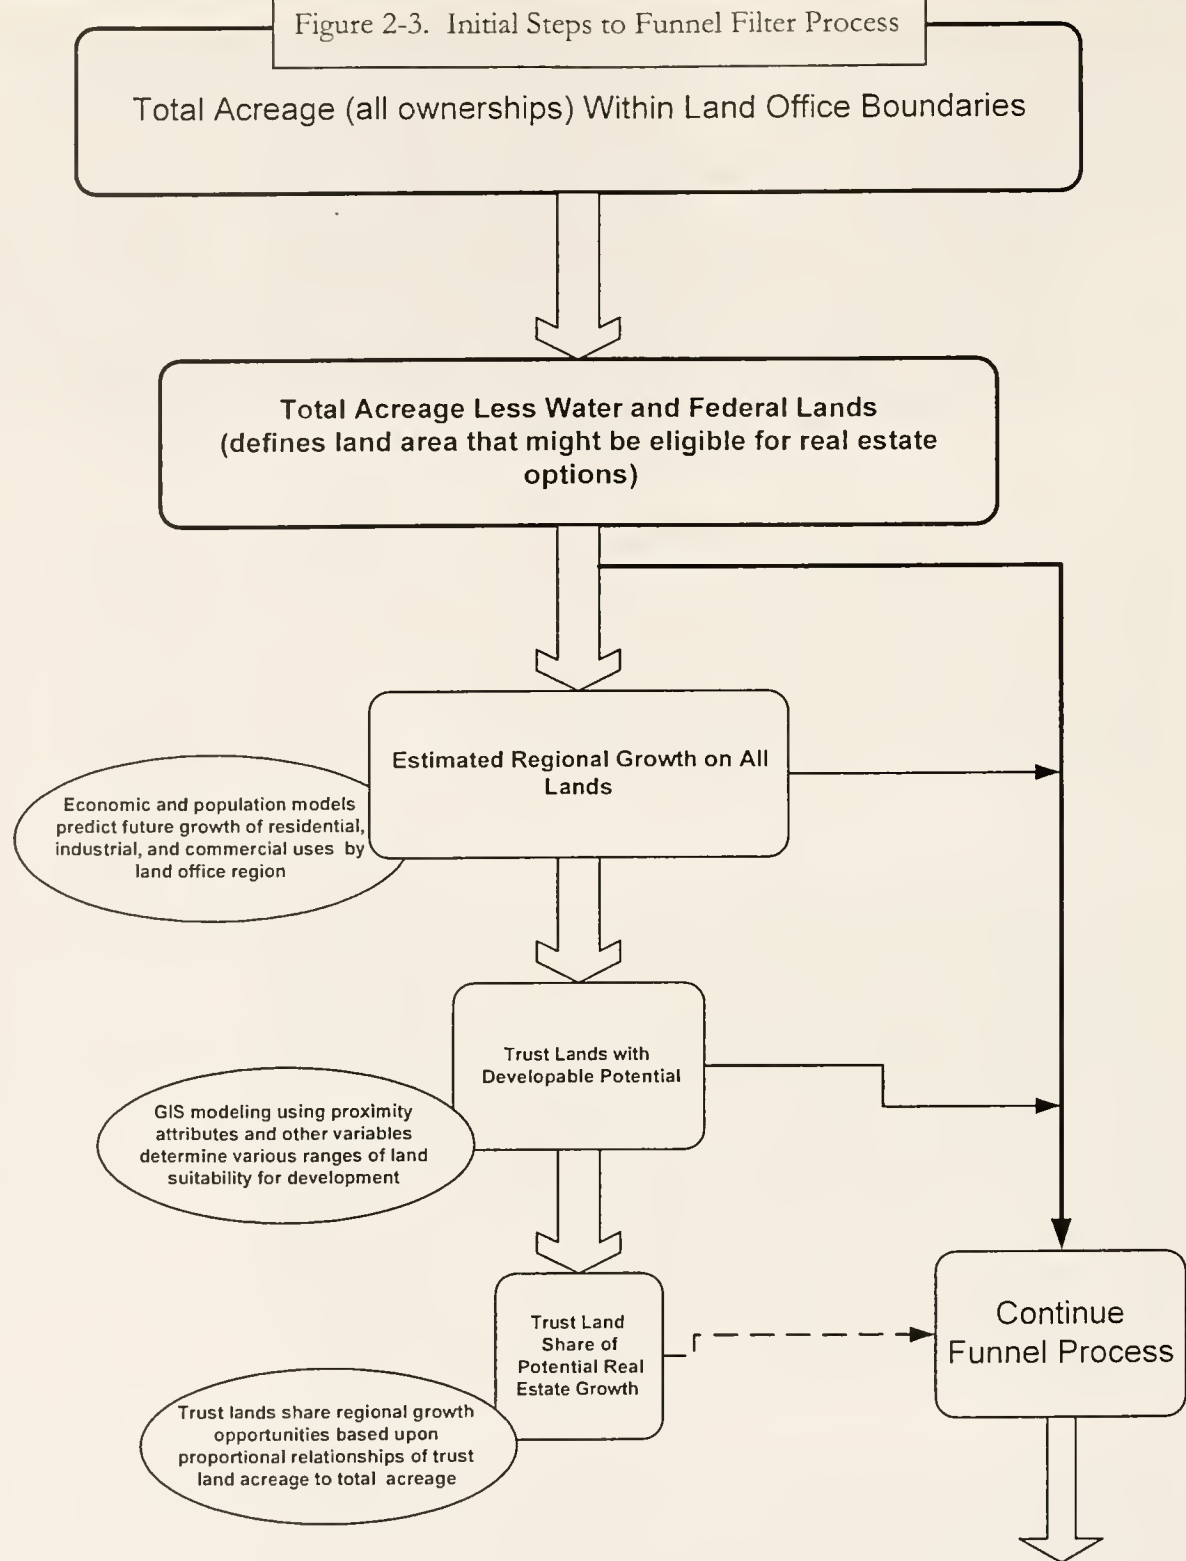 Figure 2-3. Initial Steps to Funnel Filter Process
Total Acreage (all ownerships) Within Land Office Boundaries
Total Acreage Less Water and Federal Lands
(defines land area that might be eligible for real estate
options)
Estimated Regional Growth on All
Lands
Economic and population models
predict future growth of residential,
industrial, and commercial uses by
land office region
Trust Lands with
Developable Potential
GIS modeling using proximity
attributes and other variables
determine various ranges of land
suitability for development
Trust Land
Share of
Potential Real
Estate Growth
Continue
Funnel Process
Trust lands share regional growth
opportunities based upon
proportional relationships of trust
land acreage to total acreage